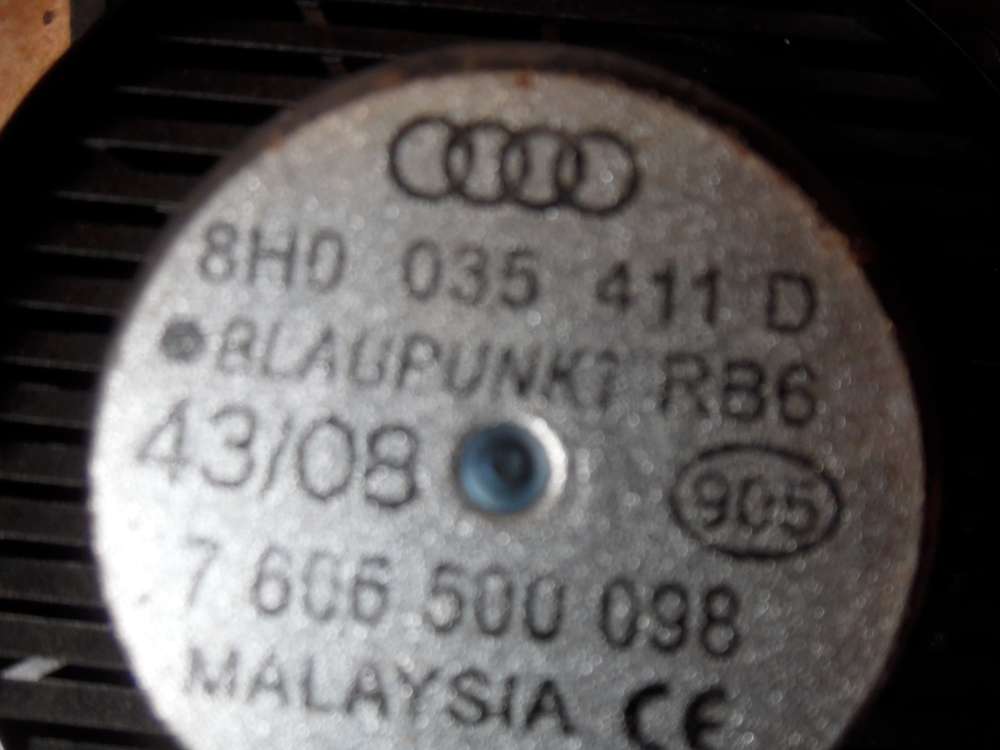 8H0 035 411 D
BLAUPUNKT RB6
43/08
905
7 606 500 098
MALAYSIA CE